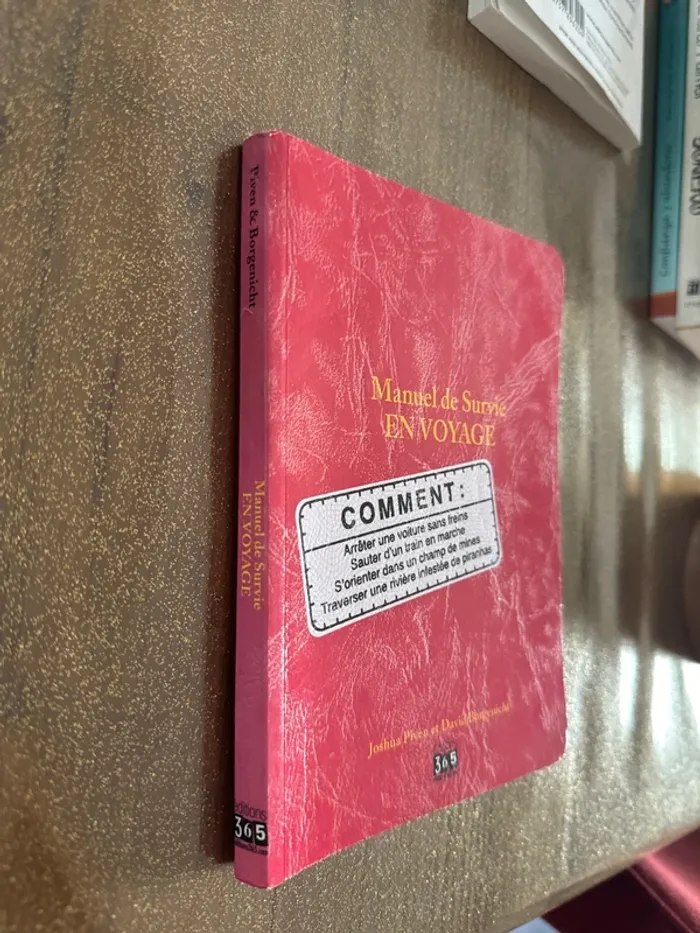 Piven & Borgenicht
Manuel de Survie
EN VOYAGE
editions
365
Manuel de Survie
EN VOYAGE
COMMENT:
Arrêter une voiture sans freins
Sauter d'un train en marche
S'orienter dans un champ de mines
Traverser une rivière infestée de piranhas
Joshua Piven et David Borgenicht
365